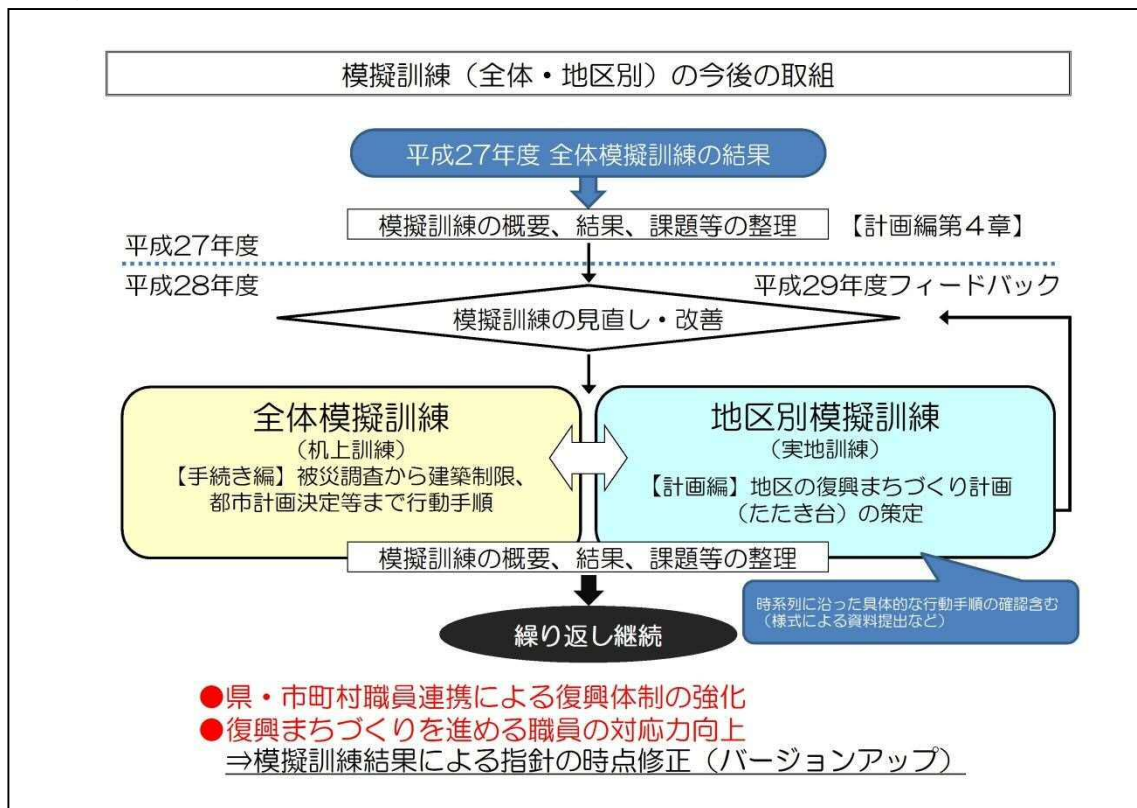 模擬訓練（全体・地区別）の今後の取組
平成27年度 全体模擬訓練の結果
模擬訓練の概要、結果、課題等の整理
【計画編第４章】
平成27年度
平成28年度
平成29年度フィードバック
模擬訓練の見直し・改善
全体模擬訓練
（机上訓練）
【手続き編】被災調査から建築制限、
都市計画決定等まで行動手順
地区別模擬訓練
（実地訓練）
【計画編】地区の復興まちづくり計画
（たたき台）の策定
模擬訓練の概要、結果、課題等の整理
時系列に沿った具体的な行動手順の確認含む
（様式による資料提出など）
繰り返し継続
●県・市町村職員連携による復興体制の強化
●復興まちづくりを進める職員の対応力向上
⇒模擬訓練結果による指針の時点修正（バージョンアップ）